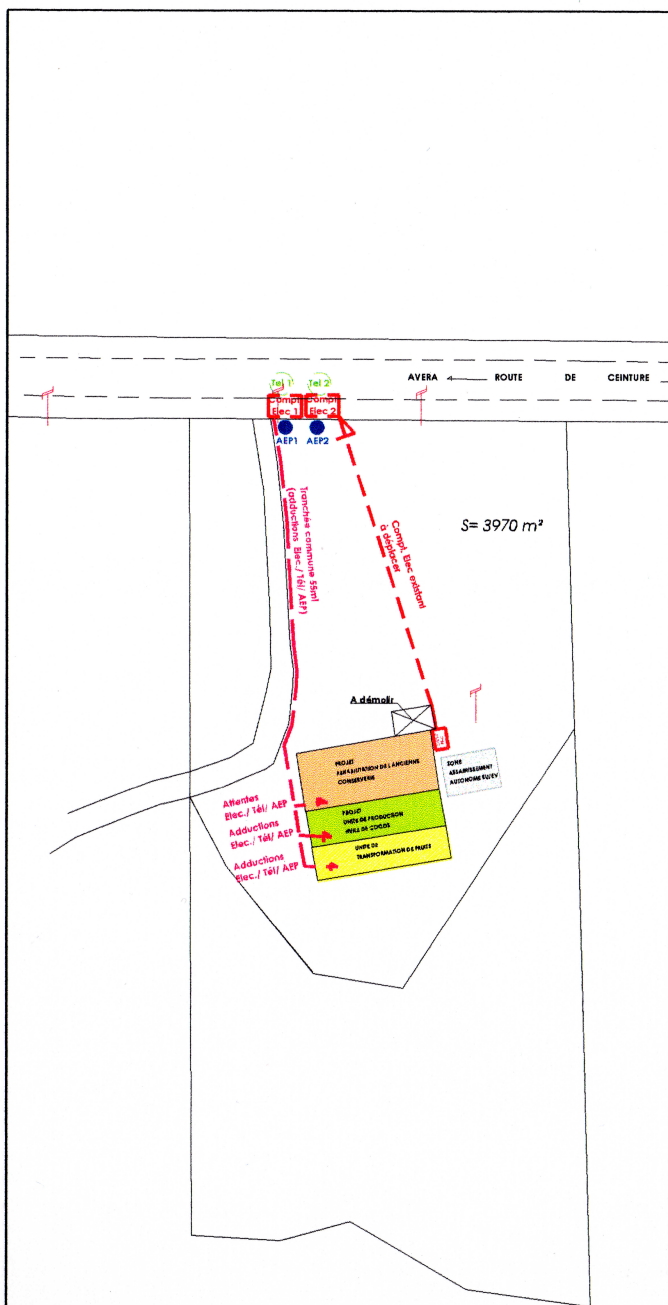 AVERA ROUTE DE CEINTURE
Tel 1
Tel 2
Compt
Elec 1
Compt
Elec 2
AEP1
AEP2
Tranchée commune 55ml
(adductions Elec./ Tél/ AEP)
Compt. Elec existant
à déplacer
S= 3970 m²
A démolir
PROJET
REHABILITATION DE L'ANCIENNE
CONSERVERIE
ZONE
ASSAINISSEMENT
AUTONOME EU/EV
Attentes
Elec./ Tél/ AEP
PROJET
UNITE DE PRODUCTION
HUILE DE COCOS
Adductions
Elec./ Tél/ AEP
UNITE DE
TRANSFORMATION DE FRUITS
Adductions
Elec./ Tél/ AEP